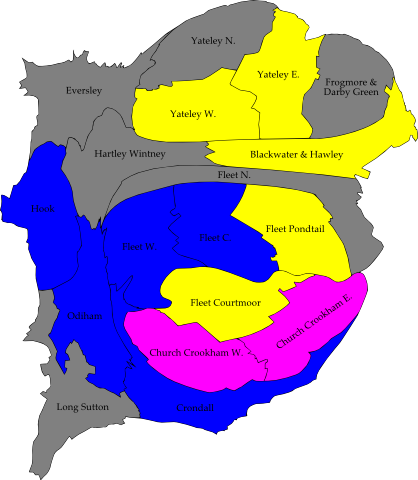 Yateley N.
Yateley E.
Frogmore &
Darby Green
Eversley
Yateley W.
Hartley Wintney
Blackwater & Hawley
Fleet N.
Hook
Fleet Pondtail
Fleet W.
Fleet C.
Fleet Courtmoor
Church Crookham E.
Odiham
Church Crookham W.
Long Sutton
Crondall